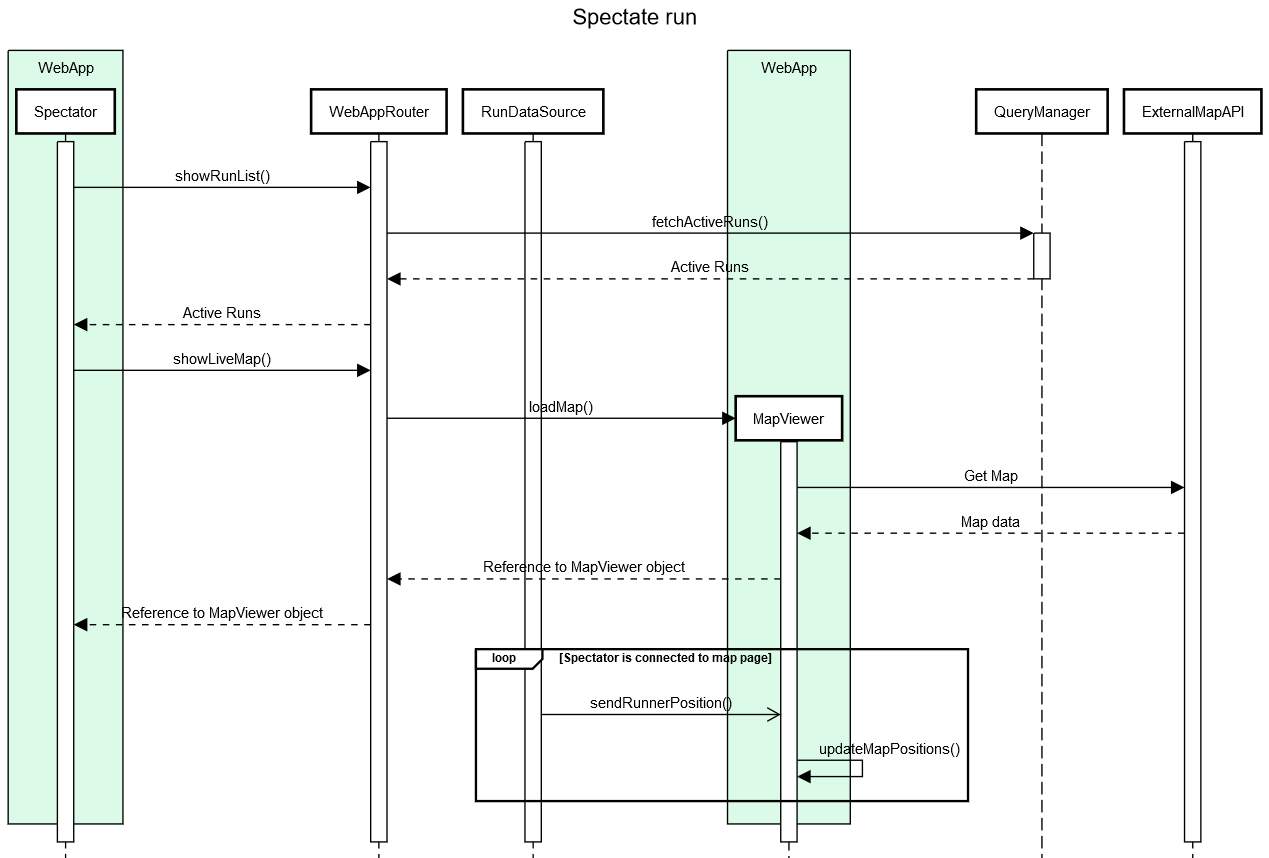 Spectate run
WebApp
WebApp
Spectator
WebAppRouter
RunDataSource
QueryManager
ExternalMapAPI
showRunList()
fetchActiveRuns()
Active Runs
Active Runs
showLiveMap()
loadMap()
MapViewer
Get Map
Map data
Reference to MapViewer object
Reference to MapViewer object
loop
[Spectator is connected to map page]
sendRunnerPosition()
updateMapPositions()